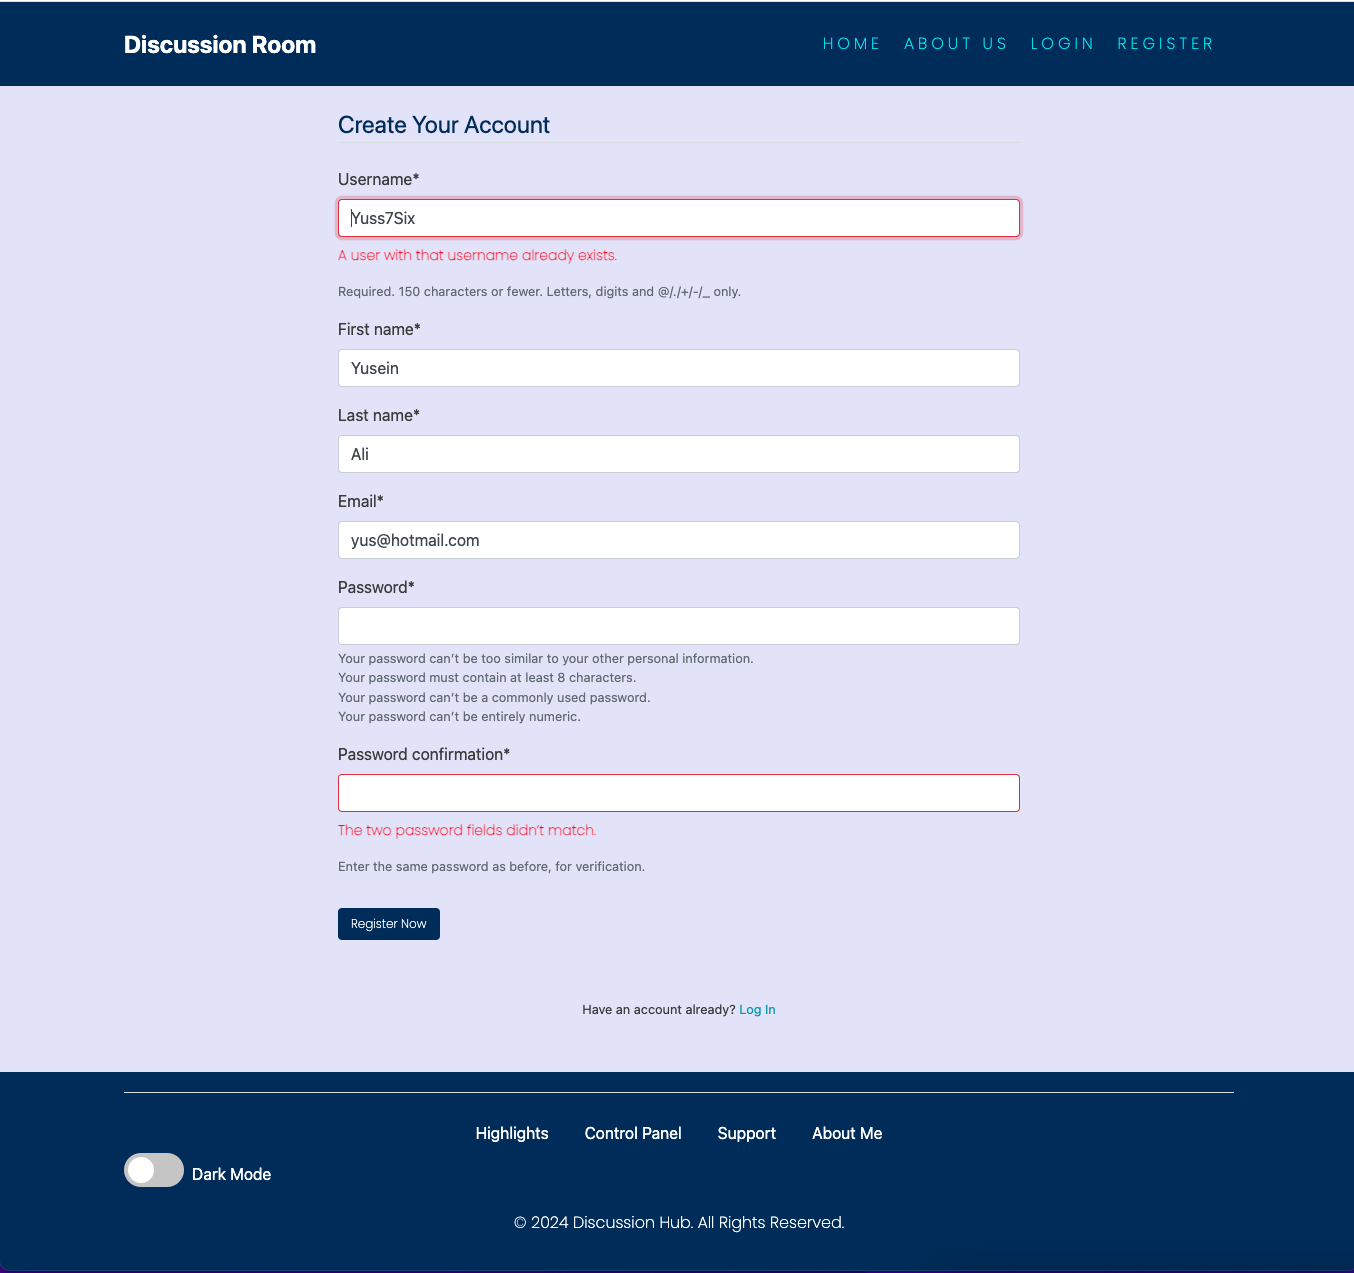 Discussion Room
HOME ABOUT US LOGIN REGISTER
Create Your Account
Username*
Yuss7Six
A user with that username already exists.
Required. 150 characters or fewer. Letters, digits and @/./+/-/_ only.
First name*
Yusein
Last name*
Ali
Email*
yus@hotmail.com
Password*
Your password can’t be too similar to your other personal information.
Your password must contain at least 8 characters.
Your password can’t be a commonly used password.
Your password can’t be entirely numeric.
Password confirmation*
The two password fields didn’t match.
Enter the same password as before, for verification.
Register Now
Have an account already? Log In
Highlights Control Panel Support About Me
Dark Mode
© 2024 Discussion Hub. All Rights Reserved.